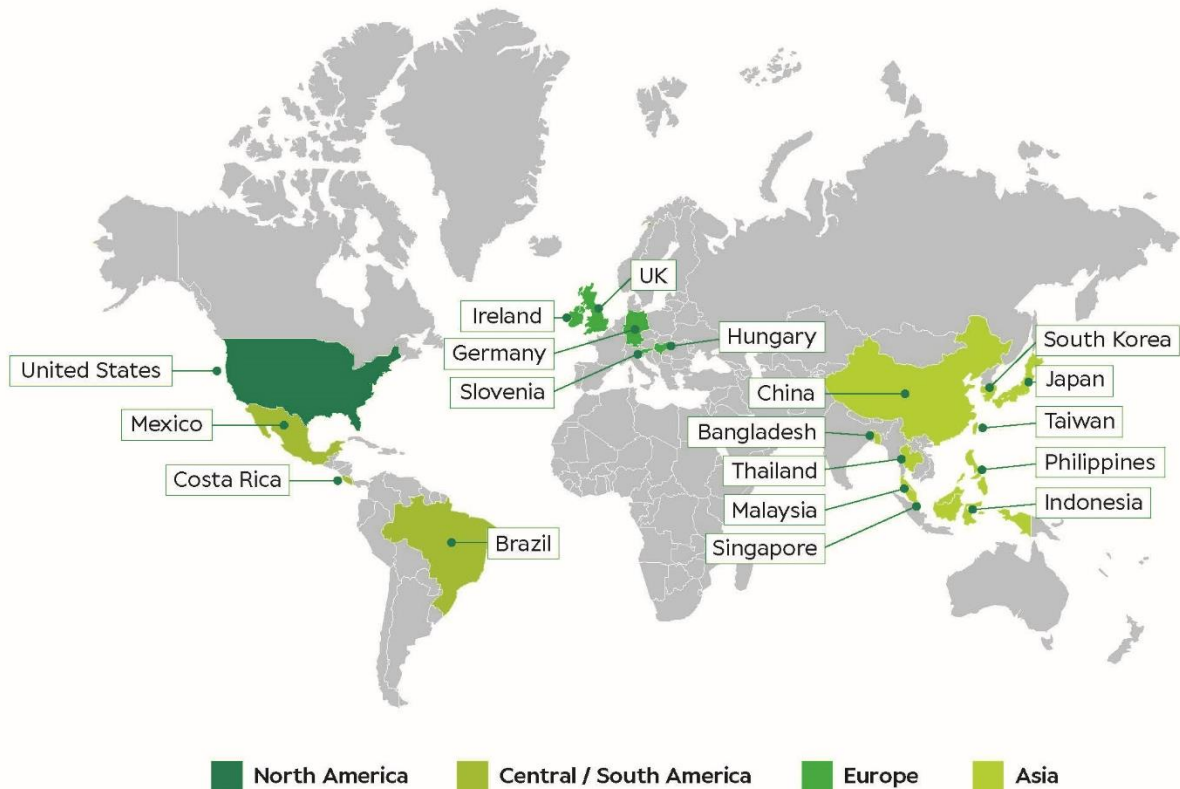 UK
Ireland
Hungary
Germany
South Korea
United States
Slovenia
China
Japan
Mexico
Bangladesh
Taiwan
Thailand
Philippines
Costa Rica
Malaysia
Indonesia
Brazil
Singapore
North America
Central / South America
Europe
Asia